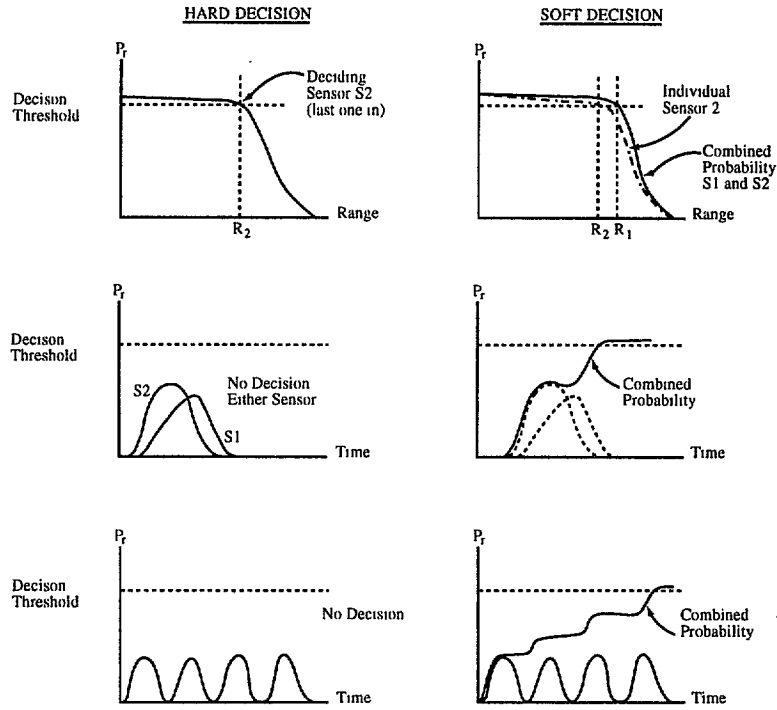 HARD DECISION
SOFT DECISION
Pr
Decison
Threshold
Deciding
Sensor S2
(last one in)
Range
R2
Pr
Individual
Sensor 2
Combined
Probability
S1 and S2
Range
R2
R1
Pr
Decison
Threshold
S2
No Decision
Either Sensor
S1
Time
Pr
Combined
Probability
Time
Pr
Decison
Threshold
No Decision
Time
Pr
Combined
Probability
Time